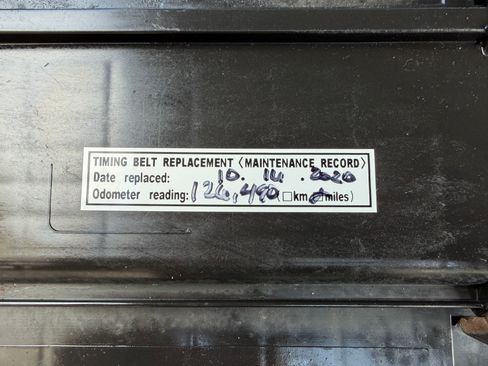 TIMING BELT REPLACEMENT 〈MAINTENANCE RECORD〉
Date replaced: 10. 14 .2020
Odometer reading: 126,490 (□km ☑miles)